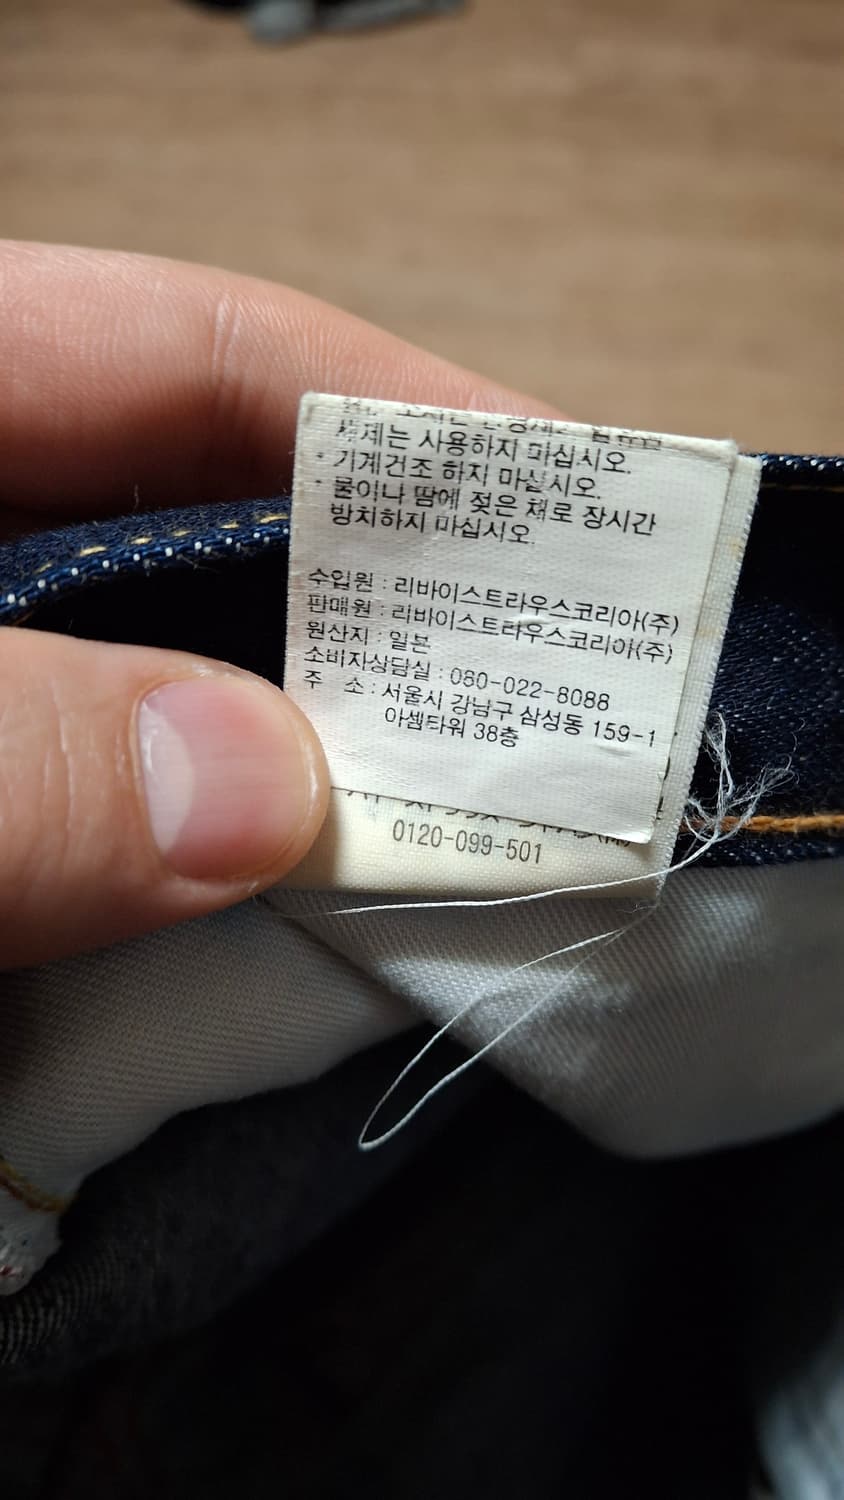 세제는 사용하지 마십시오.
· 기계건조 하지 마십시오.
· 물이나 땀에 젖은 채로 장시간
방치하지 마십시오.
수입원 : 리바이스트라우스코리아(주)
판매원 : 리바이스트라우스코리아(주)
원산지 : 일본
소비자상담실 : 080-022-8088
주 소 : 서울시 강남구 삼성동 159-1
아셈타워 38층
0120-099-501